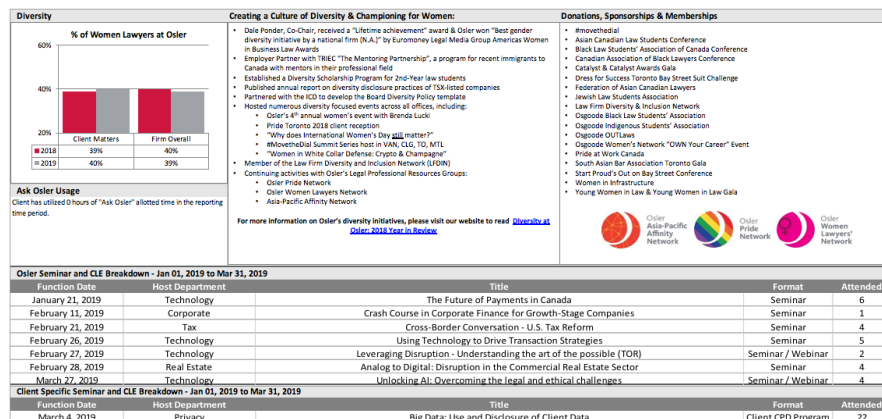 Diversity
% of Women Lawyers at Osler
60%
40%
20%
Client Matters Firm Overall
2018 39% 40%
2019 40% 39%
Ask Osler Usage
Client has utilized 0 hours of "Ask Osler" allotted time in the reporting
time period.
Creating a Culture of Diversity & Championing for Women:
• Dale Ponder, Co-Chair, received a "Lifetime achievement" award & Osler won "Best gender
diversity initiative by a national firm (N.A.)" by Euromoney Legal Media Group Americas Women
in Business Law Awards
• Employer Partner with TRIEC "The Mentoring Partnership", a program for recent immigrants to
Canada with mentors in their professional field
• Established a Diversity Scholarship Program for 2nd-Year law students
• Published annual report on diversity disclosure practices of TSX-listed companies
• Partnered with the ICD to develop the Board Diversity Policy template
• Hosted numerous diversity focused events across all offices, including:
• Osler's 4th annual women's event with Brenda Lucki
• Pride Toronto 2018 client reception
• "Why does International Women's Day still matter?"
• #MovetheDial Summit Series host in VAN, CLG, TO, MTL
• "Women in White Collar Defense: Crypto & Champagne"
• Member of the Law Firm Diversity and Inclusion Network (LFDIN)
• Continuing activities with Osler's Legal Professional Resources Groups:
• Osler Pride Network
• Osler Women Lawyers Network
• Asia-Pacific Affinity Network
For more information on Osler's diversity initiatives, please visit our website to read Diversity at
Osler: 2018 Year in Review
Donations, Sponsorships & Memberships
• #movethedial
• Asian Canadian Law Students Conference
• Black Law Students' Association of Canada Conference
• Canadian Association of Black Lawyers Conference
• Catalyst & Catalyst Awards Gala
• Dress for Success Toronto Bay Street Suit Challenge
• Federation of Asian Canadian Lawyers
• Jewish Law Students Association
• Law Firm Diversity & Inclusion Network
• Osgoode Black Law Students' Association
• Osgoode Indigenous Students' Association
• Osgoode OUTLaws
• Osgoode Women's Network "OWN Your Career" Event
• Pride at Work Canada
• South Asian Bar Association Toronto Gala
• Start Proud's Out on Bay Street Conference
• Women in Infrastructure
• Young Women in Law & Young Women in Law Gala
Osler
Asia-Pacific
Affinity
Network
Osler
Pride
Network
Osler
Women
Lawyers'
Network
Osler Seminar and CLE Breakdown - Jan 01, 2019 to Mar 31, 2019
Function Date Host Department Title Format Attended
January 21, 2019 Technology The Future of Payments in Canada Seminar 6
February 11, 2019 Corporate Crash Course in Corporate Finance for Growth-Stage Companies Seminar 1
February 21, 2019 Tax Cross-Border Conversation - U.S. Tax Reform Seminar 4
February 26, 2019 Technology Using Technology to Drive Transaction Strategies Seminar 5
February 27, 2019 Technology Leveraging Disruption - Understanding the art of the possible (TOR) Seminar / Webinar 2
February 28, 2019 Real Estate Analog to Digital: Disruption in the Commercial Real Estate Sector Seminar 4
March 27, 2019 Technology Unlocking AI: Overcoming the legal and ethical challenges Seminar / Webinar 4
Client Specific Seminar and CLE Breakdown - Jan 01, 2019 to Mar 31, 2019
Function Date Host Department Title Format Attended
March 4, 2019 Privacy Big Data: Use and Disclosure of Client Data Client CPD Program 22